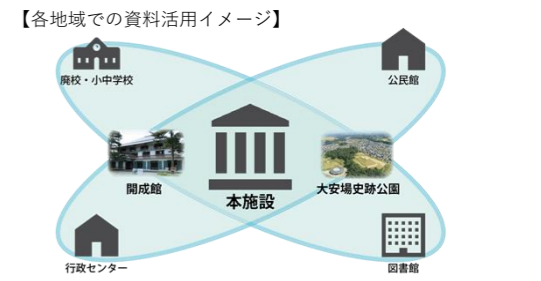 【各地域での資料活用イメージ】
廃校・小中学校
公民館
開成館
本施設
大安場史跡公園
行政センター
図書館